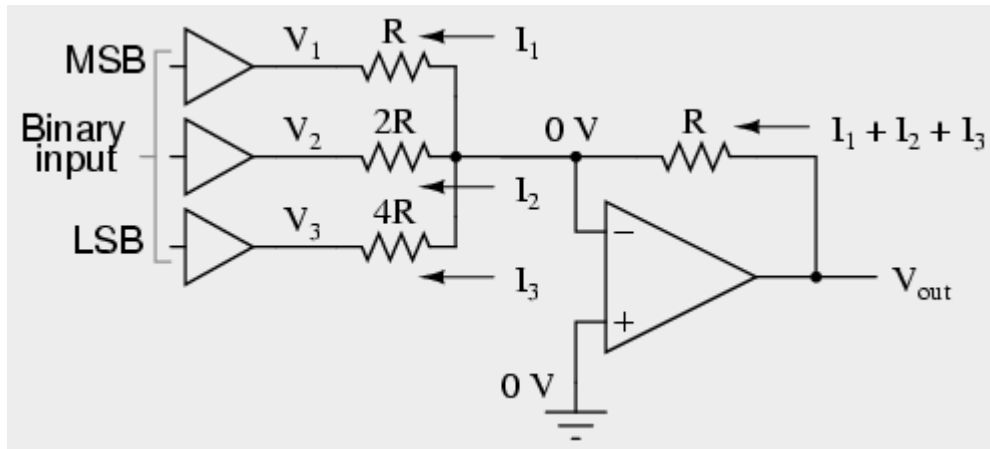 MSB
V1
R
I1
Binary
input
V2
2R
I2
0 V
R
I1 + I2 + I3
LSB
V3
4R
I3
−
+
Vout
0 V